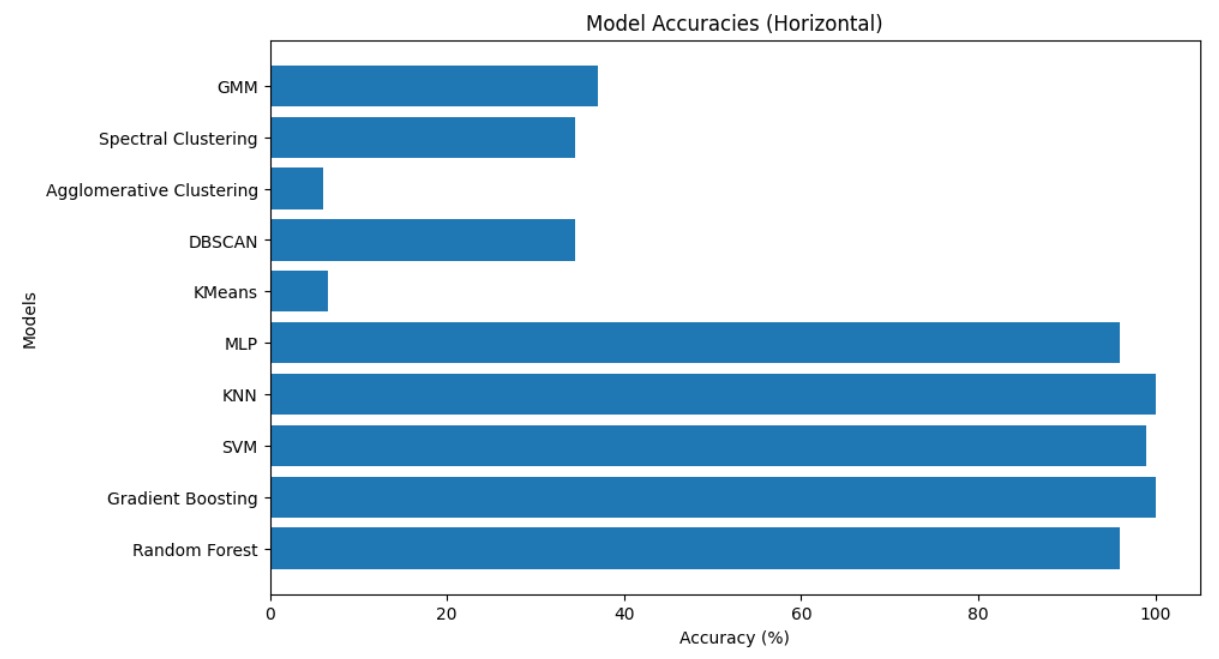 Model Accuracies (Horizontal)
GMM
Spectral Clustering
Agglomerative Clustering
DBSCAN
KMeans
MLP
KNN
SVM
Gradient Boosting
Random Forest
Models
0 20 40 60 80 100
Accuracy (%)